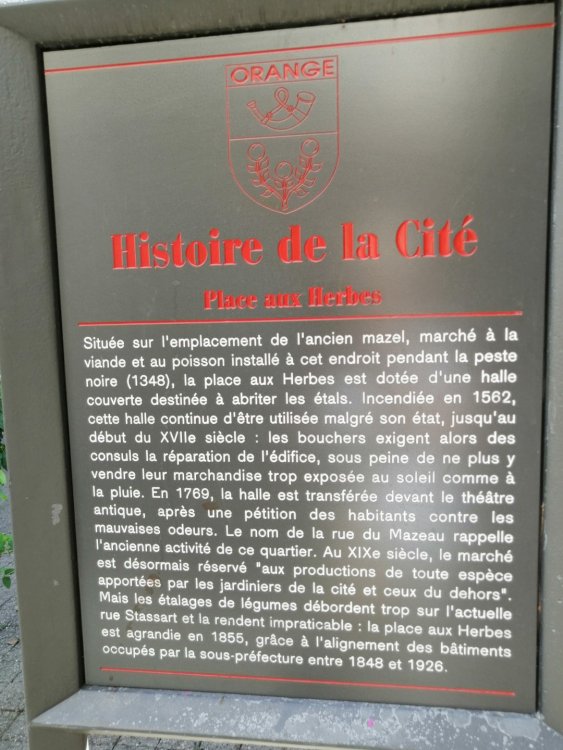 ORANGE
Histoire de la Cité
Place aux Herbes
Située sur l'emplacement de l'ancien mazel, marché à la
viande et au poisson installé à cet endroit pendant la peste
noire (1348), la place aux Herbes est dotée d'une halle
couverte destinée à abriter les étals. Incendiée en 1562,
cette halle continue d'être utilisée malgré son état, jusqu'au
début du XVIIe siècle : les bouchers exigent alors des
consuls la réparation de l'édifice, sous peine de ne plus y
vendre leur marchandise trop exposée au soleil comme à
la pluie. En 1769, la halle est transférée devant le théâtre
antique, après une pétition des habitants contre les
mauvaises odeurs. Le nom de la rue du Mazeau rappelle
l'ancienne activité de ce quartier. Au XIXe siècle, le marché
est désormais réservé "aux productions de toute espèce
apportées par les jardiniers de la cité et ceux du dehors".
Mais les étalages de légumes débordent trop sur l'actuelle
rue Stassart et la rendent impraticable : la place aux Herbes
est agrandie en 1855, grâce à l'alignement des bâtiments
occupés par la sous-préfecture entre 1848 et 1926.